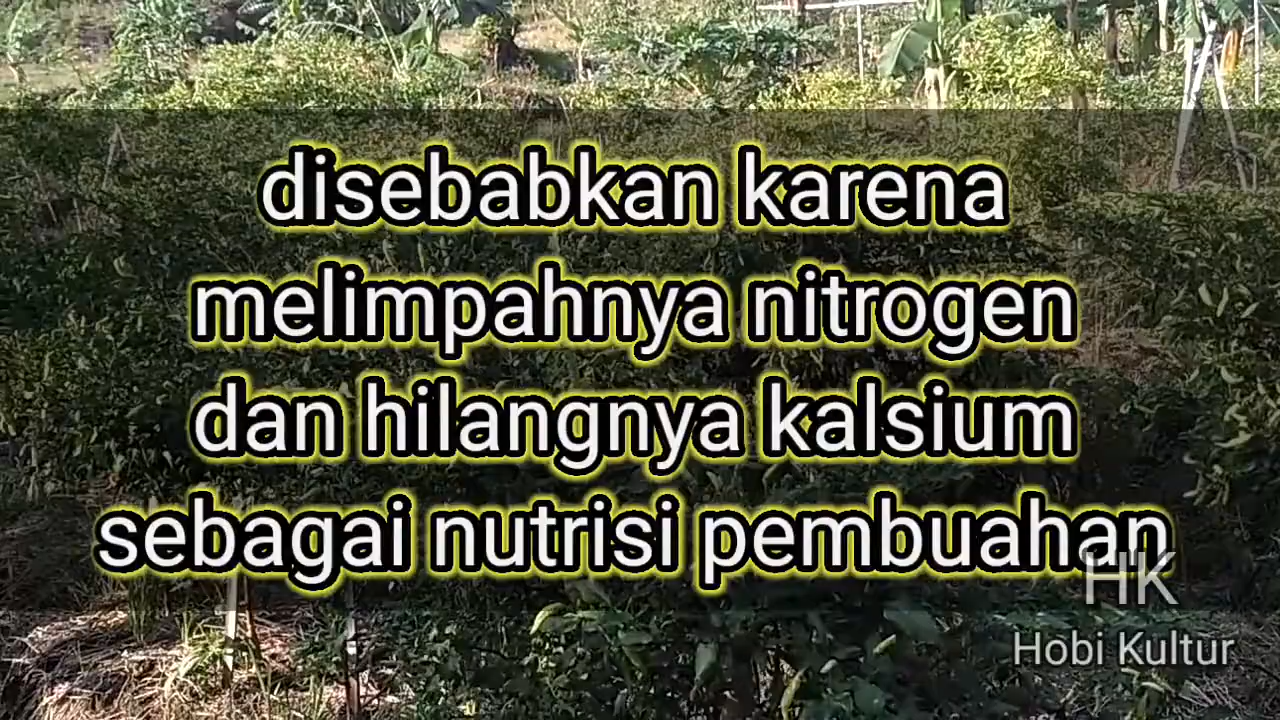 disebabkan karena
melimpahnya nitrogen
dan hilangnya kalsium
sebagai nutrisi pembuahan
HK
Hobi Kultur